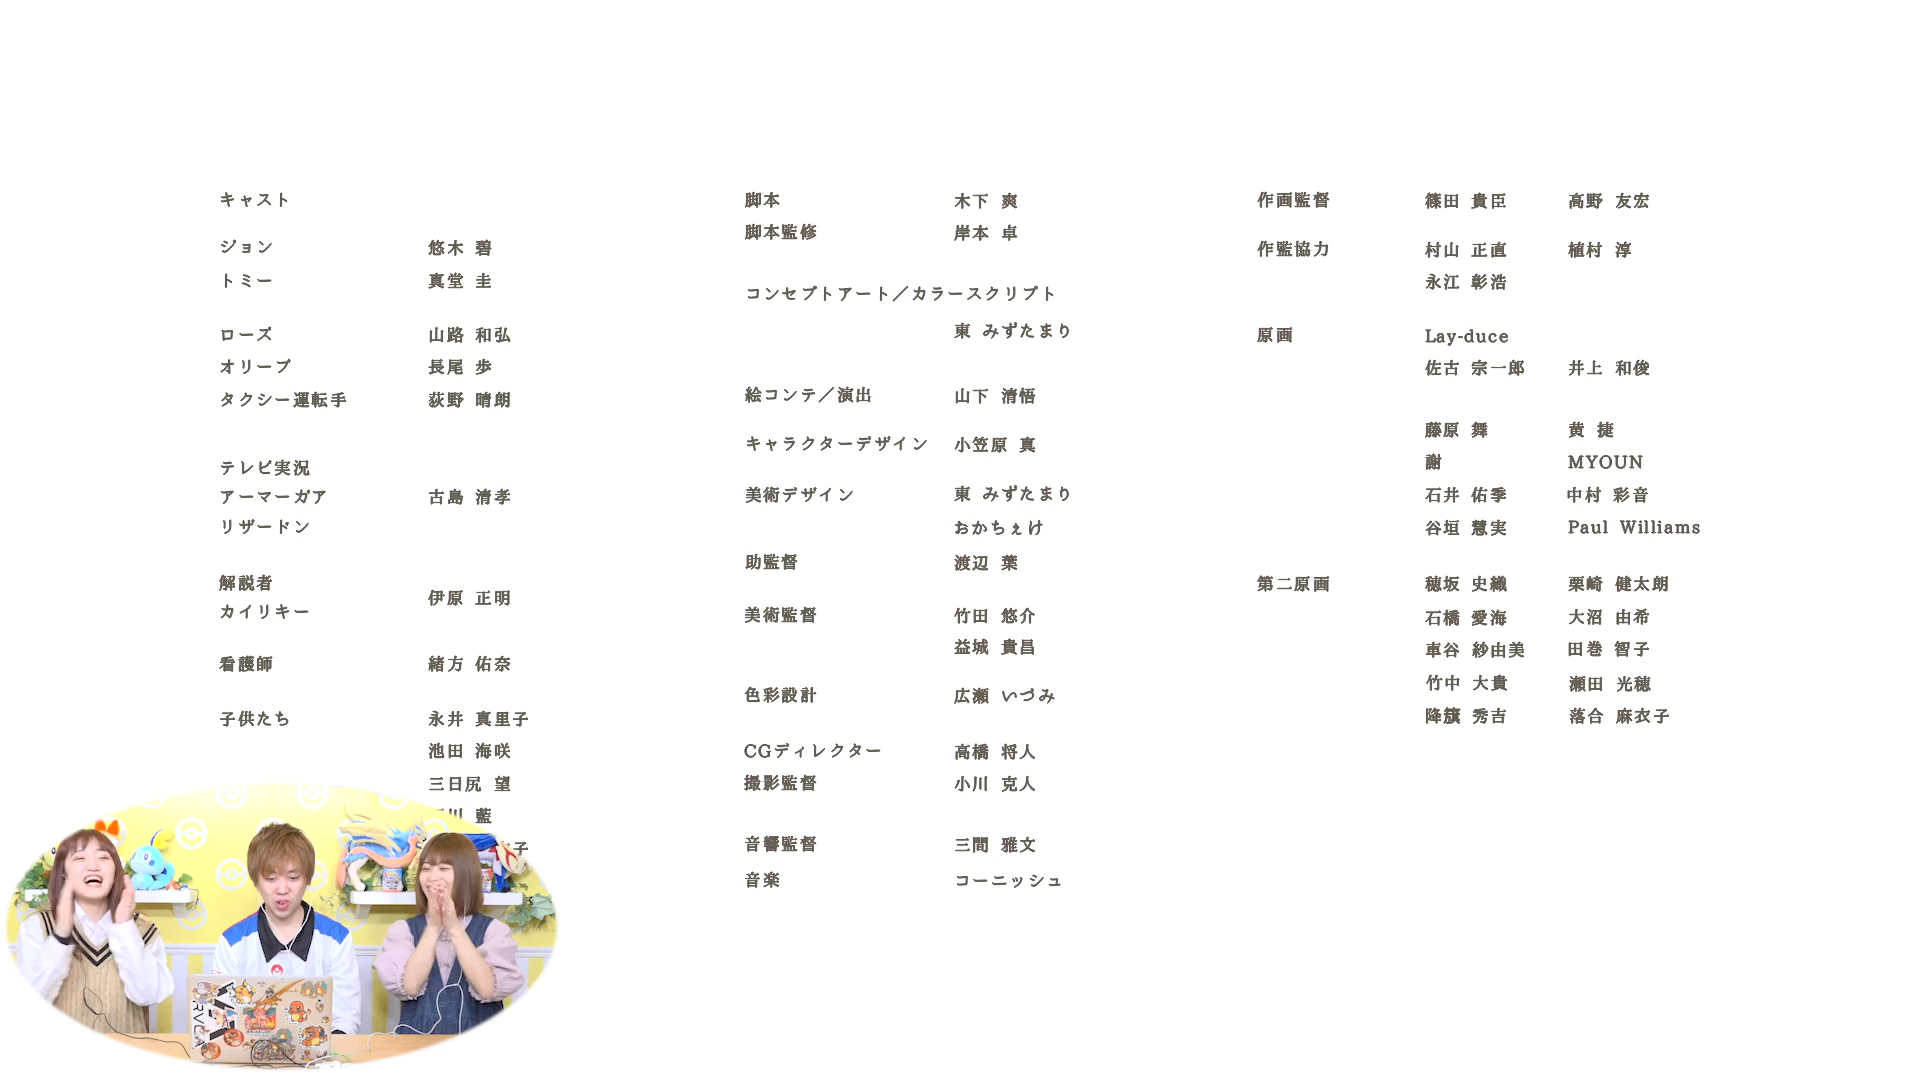 キャスト
ジョン 悠木 碧
トミー 真堂 圭
ローズ 山路 和弘
オリーブ 長尾 歩
タクシー運転手 荻野 晴朗
テレビ実況
アーマーガア 古島 清孝
リザードン
解説者
カイリキー 伊原 正明
看護師 緒方 佑奈
子供たち 永井 真里子
池田 海咲
三日尻 望
川 藍
子
脚本 木下 爽
脚本監修 岸本 卓
コンセプトアート／カラースクリプト
東 みずたまり
絵コンテ／演出 山下 清悟
キャラクターデザイン 小笠原 真
美術デザイン 東 みずたまり
おかちぇけ
助監督 渡辺 葉
美術監督 竹田 悠介
益城 貴昌
色彩設計 広瀬 いづみ
CGディレクター 高橋 将人
撮影監督 小川 克人
音響監督 三間 雅文
音楽 コーニッシュ
作画監督 篠田 貴臣 高野 友宏
作監協力 村山 正直 植村 淳
永江 彰浩
原画 Lay-duce
佐古 宗一郎 井上 和俊
藤原 舞 黄 捷
謝 MYOUN
石井 佑季 中村 彩音
谷垣 慧実 Paul Williams
第二原画 穂坂 史織 栗崎 健太朗
石橋 愛海 大沼 由希
車谷 紗由美 田巻 智子
竹中 大貴 瀬田 光穂
降籏 秀吉 落合 麻衣子
RVCA